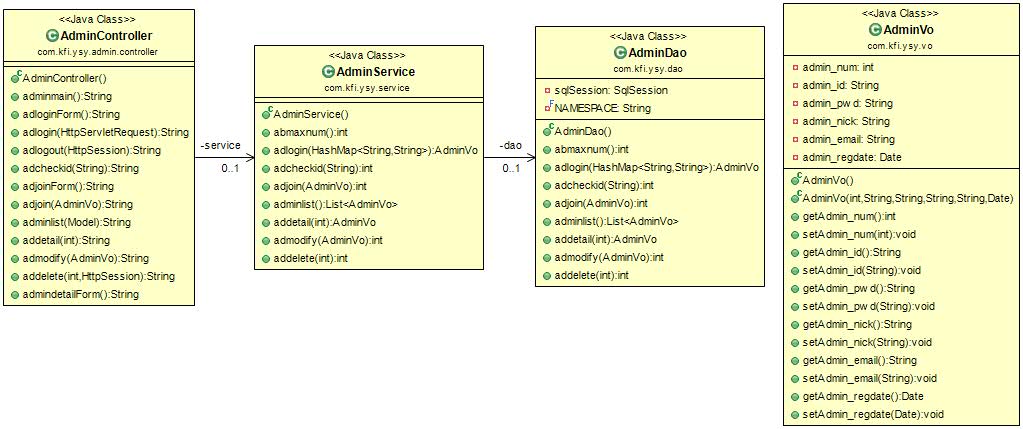 <<Java Class>>
AdminController
com.kfi.ysy.admin.controller
AdminController()
adminmain():String
adloginForm():String
adlogin(HttpServletRequest):String
adlogout(HttpSession):String
adcheckid(String):String
adjoinForm():String
adjoin(AdminVo):String
adminlist(Model):String
addetail(int):String
admodify(AdminVo):String
addelete(int,HttpSession):String
admindetailForm():String
-service
0..1
<<Java Class>>
AdminService
com.kfi.ysy.service
AdminService()
abmaxnum():int
adlogin(HashMap<String,String>):AdminVo
adcheckid(String):int
adjoin(AdminVo):int
adminlist():List<AdminVo>
addetail(int):AdminVo
admodify(AdminVo):int
addelete(int):int
-dao
0..1
<<Java Class>>
AdminDao
com.kfi.ysy.dao
sqlSession: SqlSession
NAMESPACE: String
AdminDao()
abmaxnum():int
adlogin(HashMap<String,String>):AdminVo
adcheckid(String):int
adjoin(AdminVo):int
adminlist():List<AdminVo>
addetail(int):AdminVo
admodify(AdminVo):int
addelete(int):int
<<Java Class>>
AdminVo
com.kfi.ysy.vo
admin_num: int
admin_id: String
admin_pwd: String
admin_nick: String
admin_email: String
admin_regdate: Date
AdminVo()
AdminVo(int,String,String,String,String,Date)
getAdmin_num():int
setAdmin_num(int):void
getAdmin_id():String
setAdmin_id(String):void
getAdmin_pwd():String
setAdmin_pwd(String):void
getAdmin_nick():String
setAdmin_nick(String):void
getAdmin_email():String
setAdmin_email(String):void
getAdmin_regdate():Date
setAdmin_regdate(Date):void